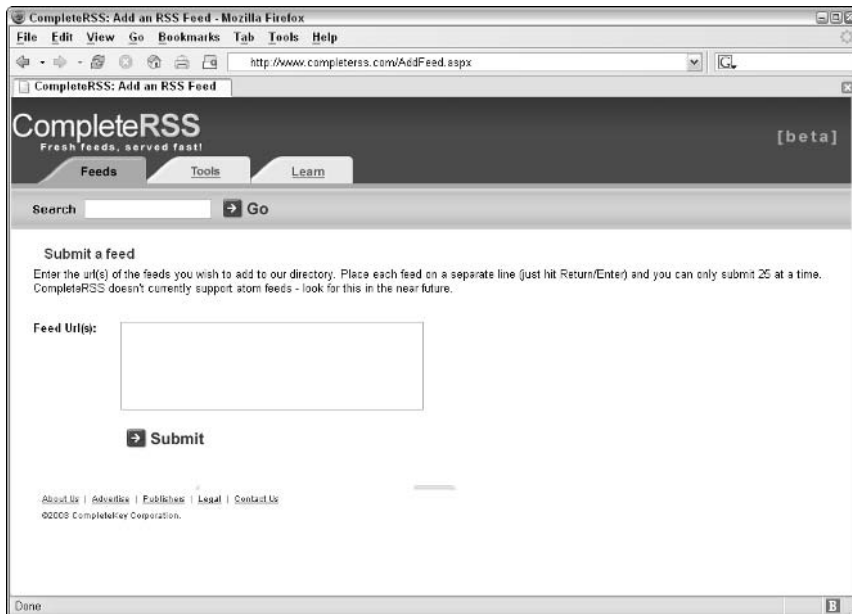 CompleteRSS: Add an RSS Feed - Mozilla Firefox
File Edit View Go Bookmarks Tab Tools Help
http://www.completerss.com/AddFeed.aspx
G
CompleteRSS: Add an RSS Feed
CompleteRSS
Fresh feeds, served fast!
[beta]
Feeds Tools Learn
Search Go
Submit a feed
Enter the url(s) of the feeds you wish to add to our directory. Place each feed on a separate line (just hit Return/Enter) and you can only submit 25 at a time.
CompleteRSS doesn't currently support atom feeds - look for this in the near future.
Feed Url(s):
Submit
About Us | Advertise | Publishers | Legal | Contact Us
CompleteKey Corporation.
Done
B